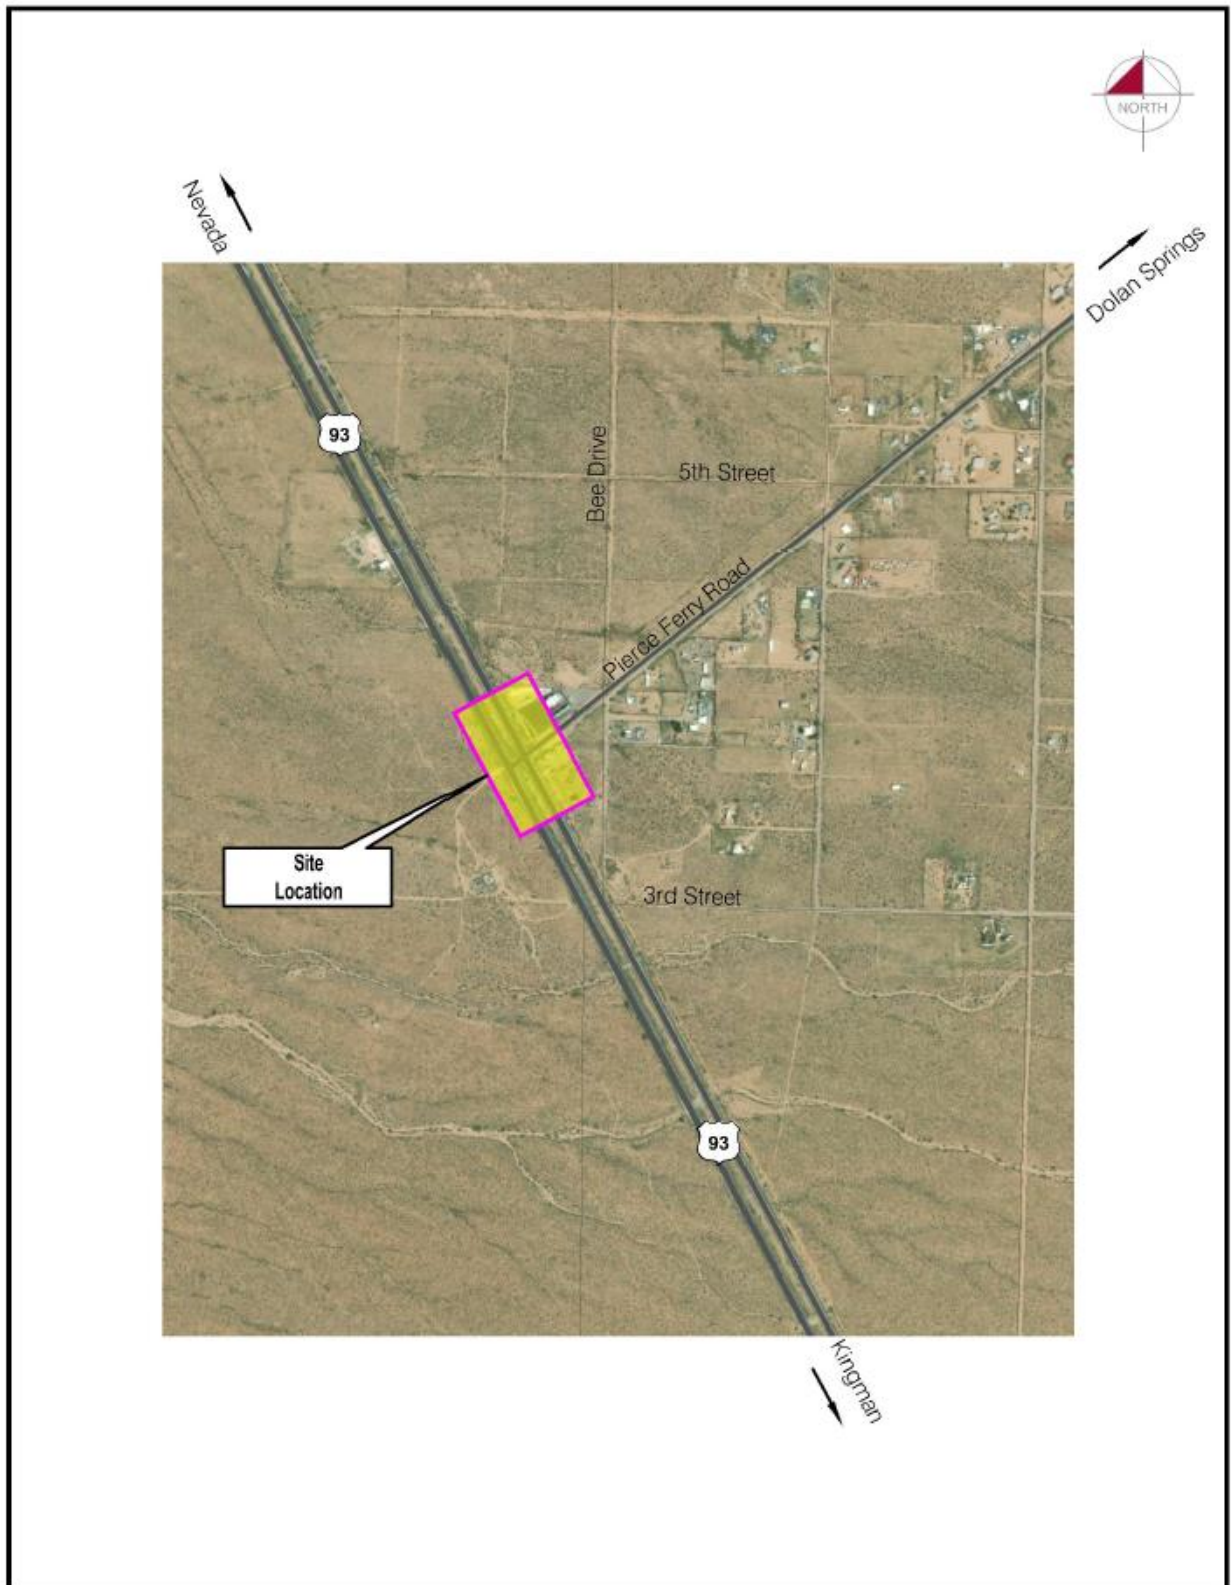 NORTH
Nevada
Dolan Springs
93
Bee Drive
5th Street
Pierce Ferry Road
Site
Location
3rd Street
93
Kingman